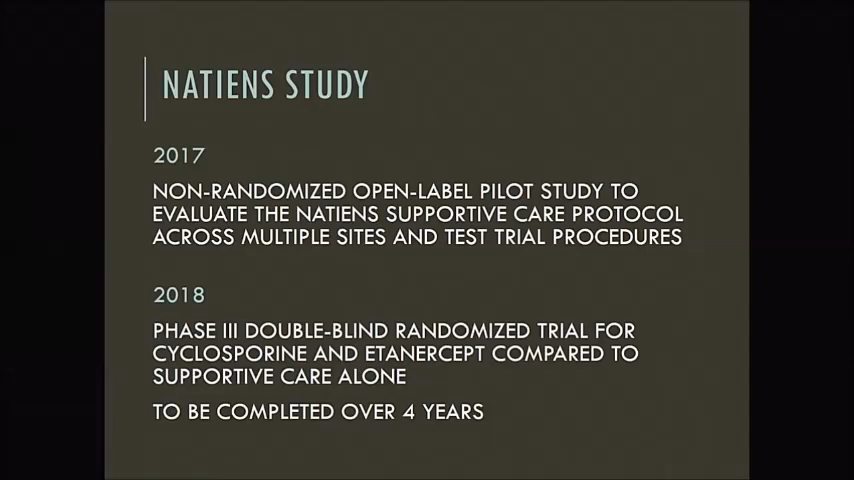 NATIENS STUDY
2017
NON-RANDOMIZED OPEN-LABEL PILOT STUDY TO
EVALUATE THE NATIENS SUPPORTIVE CARE PROTOCOL
ACROSS MULTIPLE SITES AND TEST TRIAL PROCEDURES
2018
PHASE III DOUBLE-BLIND RANDOMIZED TRIAL FOR
CYCLOSPORINE AND ETANERCEPT COMPARED TO
SUPPORTIVE CARE ALONE
TO BE COMPLETED OVER 4 YEARS